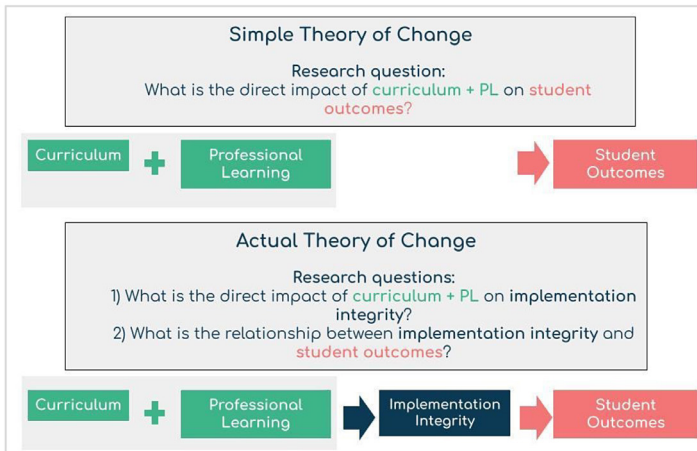 Simple Theory of Change
Research question:
What is the direct impact of curriculum + PL on student
outcomes?
Curriculum
Professional
Learning
Student
Outcomes
Actual Theory of Change
Research questions:
1) What is the direct impact of curriculum + PL on implementation
integrity?
2) What is the relationship between implementation integrity and
student outcomes?
Curriculum
Professional
Learning
Implementation
Integrity
Student
Outcomes